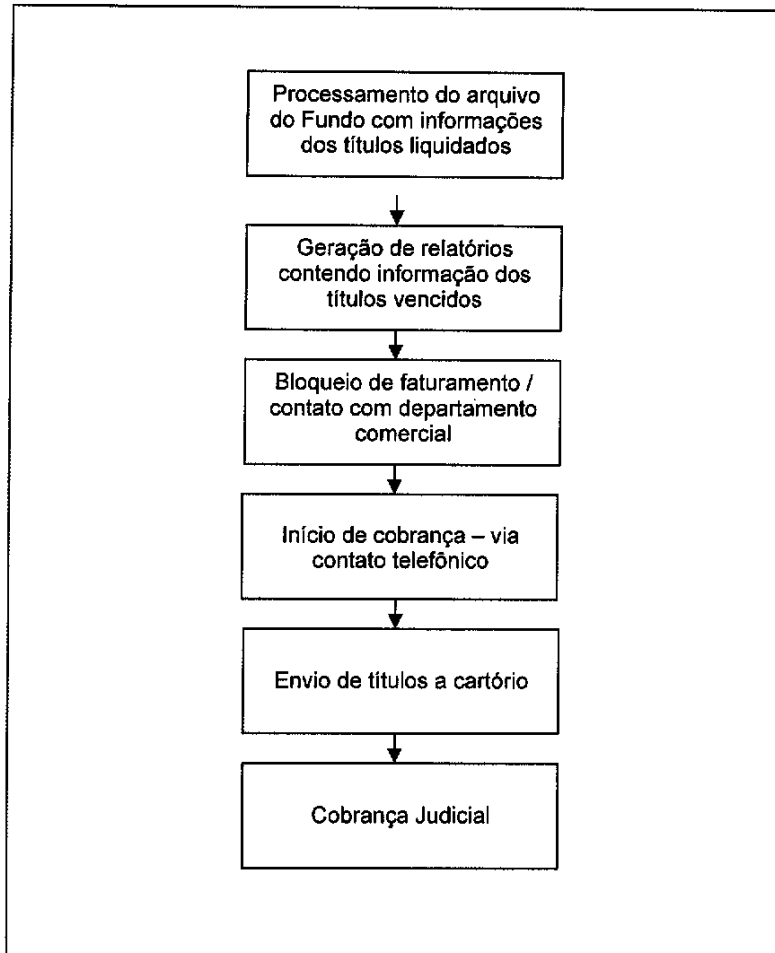 Processamento do arquivo
do Fundo com informações
dos títulos liquidados
Geração de relatórios
contendo informação dos
títulos vencidos
Bloqueio de faturamento /
contato com departamento
comercial
Início de cobrança – via
contato telefônico
Envio de títulos a cartório
Cobrança Judicial